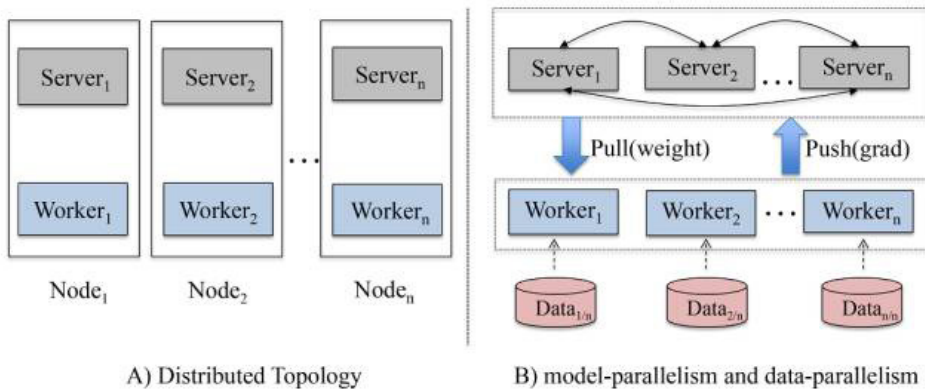 Server1 Server2 Servern
Worker1 Worker2 ... Workern
Node1 Node2 Noden
A) Distributed Topology
Server1 Server2 ... Servern
Pull(weight) Push(grad)
Worker1 Worker2 ... Workern
Data1/n Data2/n Datan/n
B) model-parallelism and data-parallelism